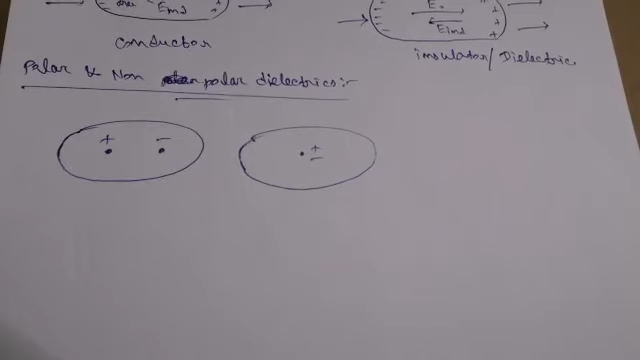 Eind
conductor
- - - - E. Eind + + +
insulator/Dielectric
Polar & Non polar dielectrics:-
+ -
+
-